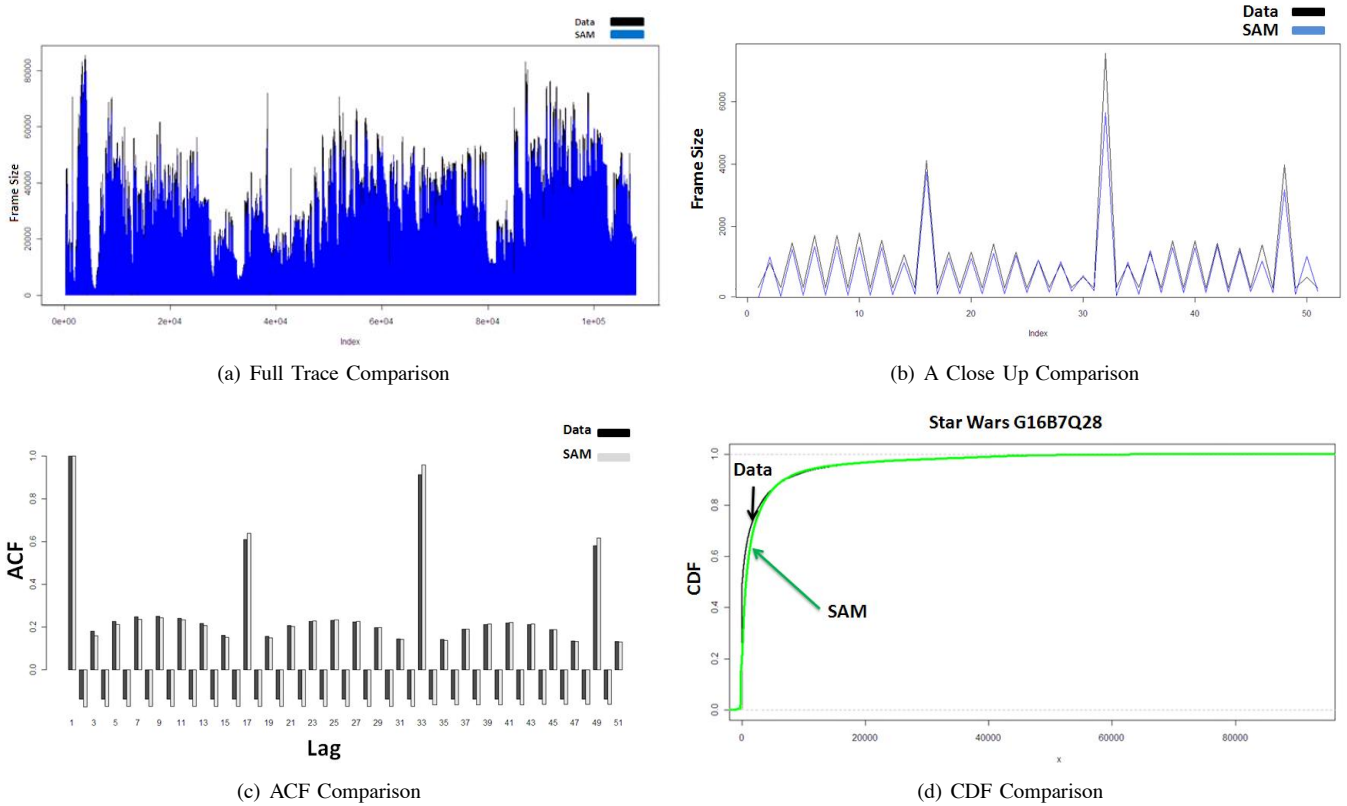 Data
SAM
Frame Size
0 20000 40000 60000 80000
0e+00 2e+04 4e+04 6e+04 8e+04 1e+05
Index
(a) Full Trace Comparison
Data
SAM
Frame Size
0 2000 4000 6000
0 10 20 30 40 50
Index
(b) A Close Up Comparison
Data
SAM
ACF
0.0 0.2 0.4 0.6 0.8 1.0
1 3 5 7 9 11 13 15 17 19 21 23 25 27 29 31 33 35 37 39 41 43 45 47 49 51
Lag
(c) ACF Comparison
Star Wars G16B7Q28
Data
SAM
CDF
0.0 0.2 0.4 0.6 0.8 1.0
0 20000 40000 60000 80000
x
(d) CDF Comparison